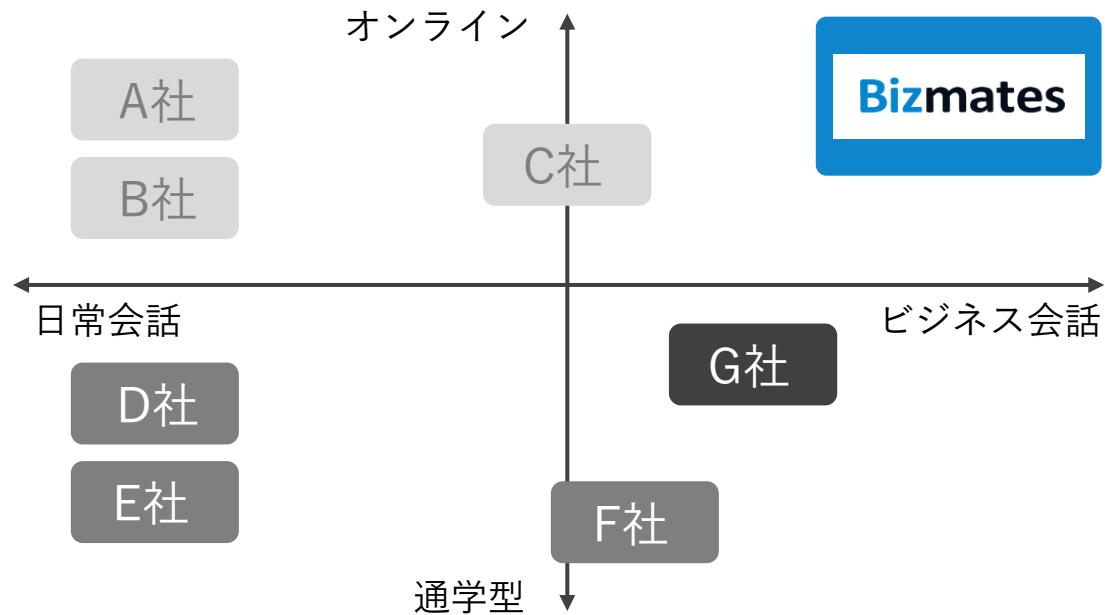 オンライン
A社
Bizmates
C社
B社
日常会話
ビジネス会話
G社
D社
E社
F社
通学型